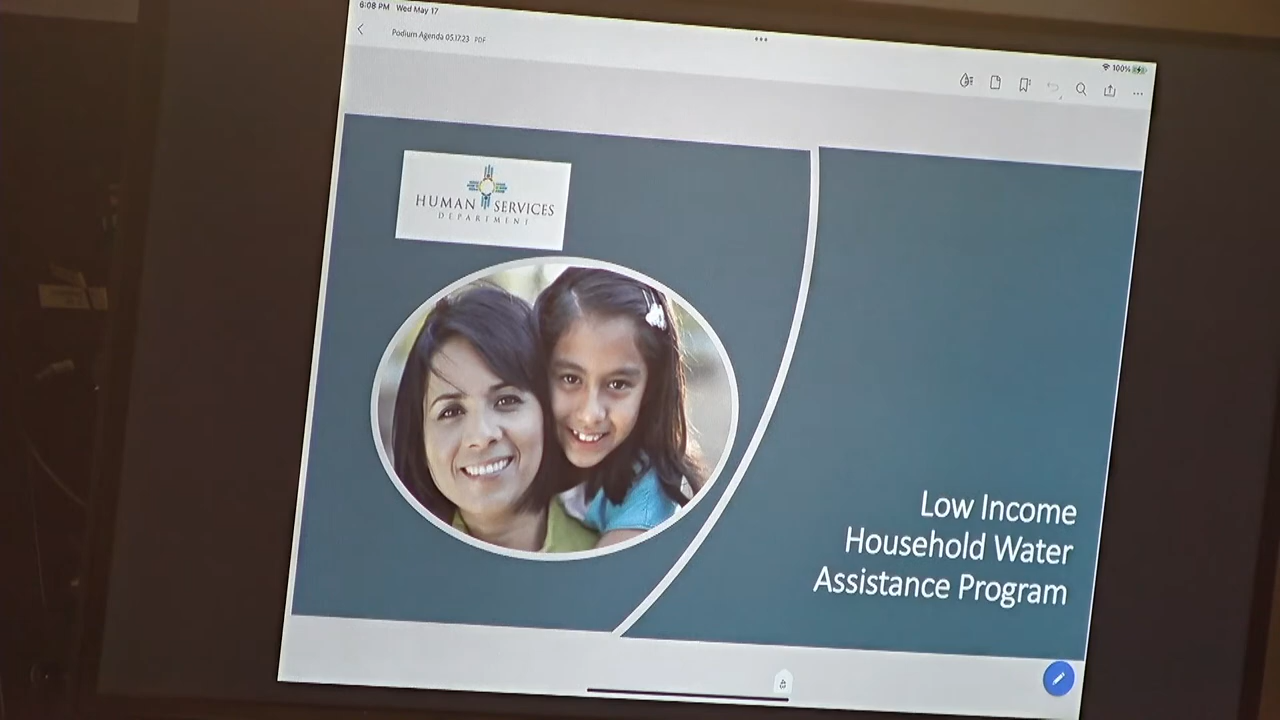 6:08 PM Wed May 17
Podium Agenda 05.17.23 PDF
100%
HUMAN SERVICES
DEPARTMENT
Low Income
Household Water
Assistance Program